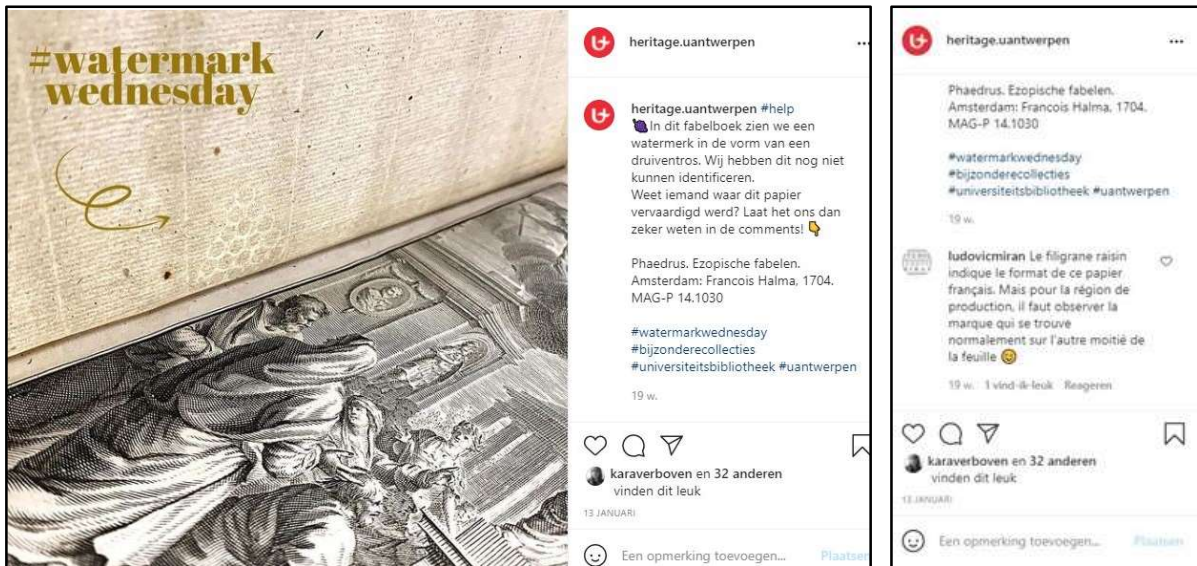 #watermark
wednesday
heritage.uantwerpen
heritage.uantwerpen #help
🍇In dit fabelboek zien we een
watermerk in de vorm van een
druiventros. Wij hebben dit nog niet
kunnen identificeren.
Weet iemand waar dit papier
vervaardigd werd? Laat het ons dan
zeker weten in de comments! 👇
Phaedrus. Ezopische fabelen.
Amsterdam: Francois Halma, 1704.
MAG-P 14.1030
#watermarkwednesday
#bijzonderecollecties
#universiteitsbibliotheek #uantwerpen
19 w.
karaverboven en 32 anderen
vinden dit leuk
13 JANUARI
Een opmerking toevoegen... Plaatsen
heritage.uantwerpen
Phaedrus. Ezopische fabelen.
Amsterdam: Francois Halma, 1704.
MAG-P 14.1030
#watermarkwednesday
#bijzonderecollecties
#universiteitsbibliotheek #uantwerpen
19 w.
ludovicmiran Le filigrane raisin
indique le format de ce papier
français. Mais pour la région de
production, il faut observer la
marque qui se trouve
normalement sur l'autre moitié de
la feuille 😊
19 w. 1 vind-ik-leuk Reageren
karaverboven en 32 anderen
vinden dit leuk
13 JANUARI
Een opmerking toevoegen... Plaatsen